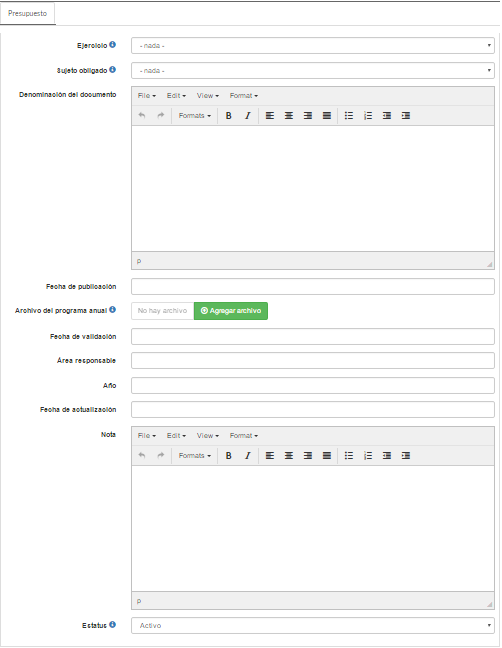 Presupuesto
Ejercicio
- nada -
Sujeto obligado
- nada -
Denominación del documento
File Edit View Format
Formats B I
p
Fecha de publicación
Archivo del programa anual
No hay archivo Agregar archivo
Fecha de validación
Área responsable
Año
Fecha de actualización
Nota
File Edit View Format
Formats B I
p
Estatus
Activo